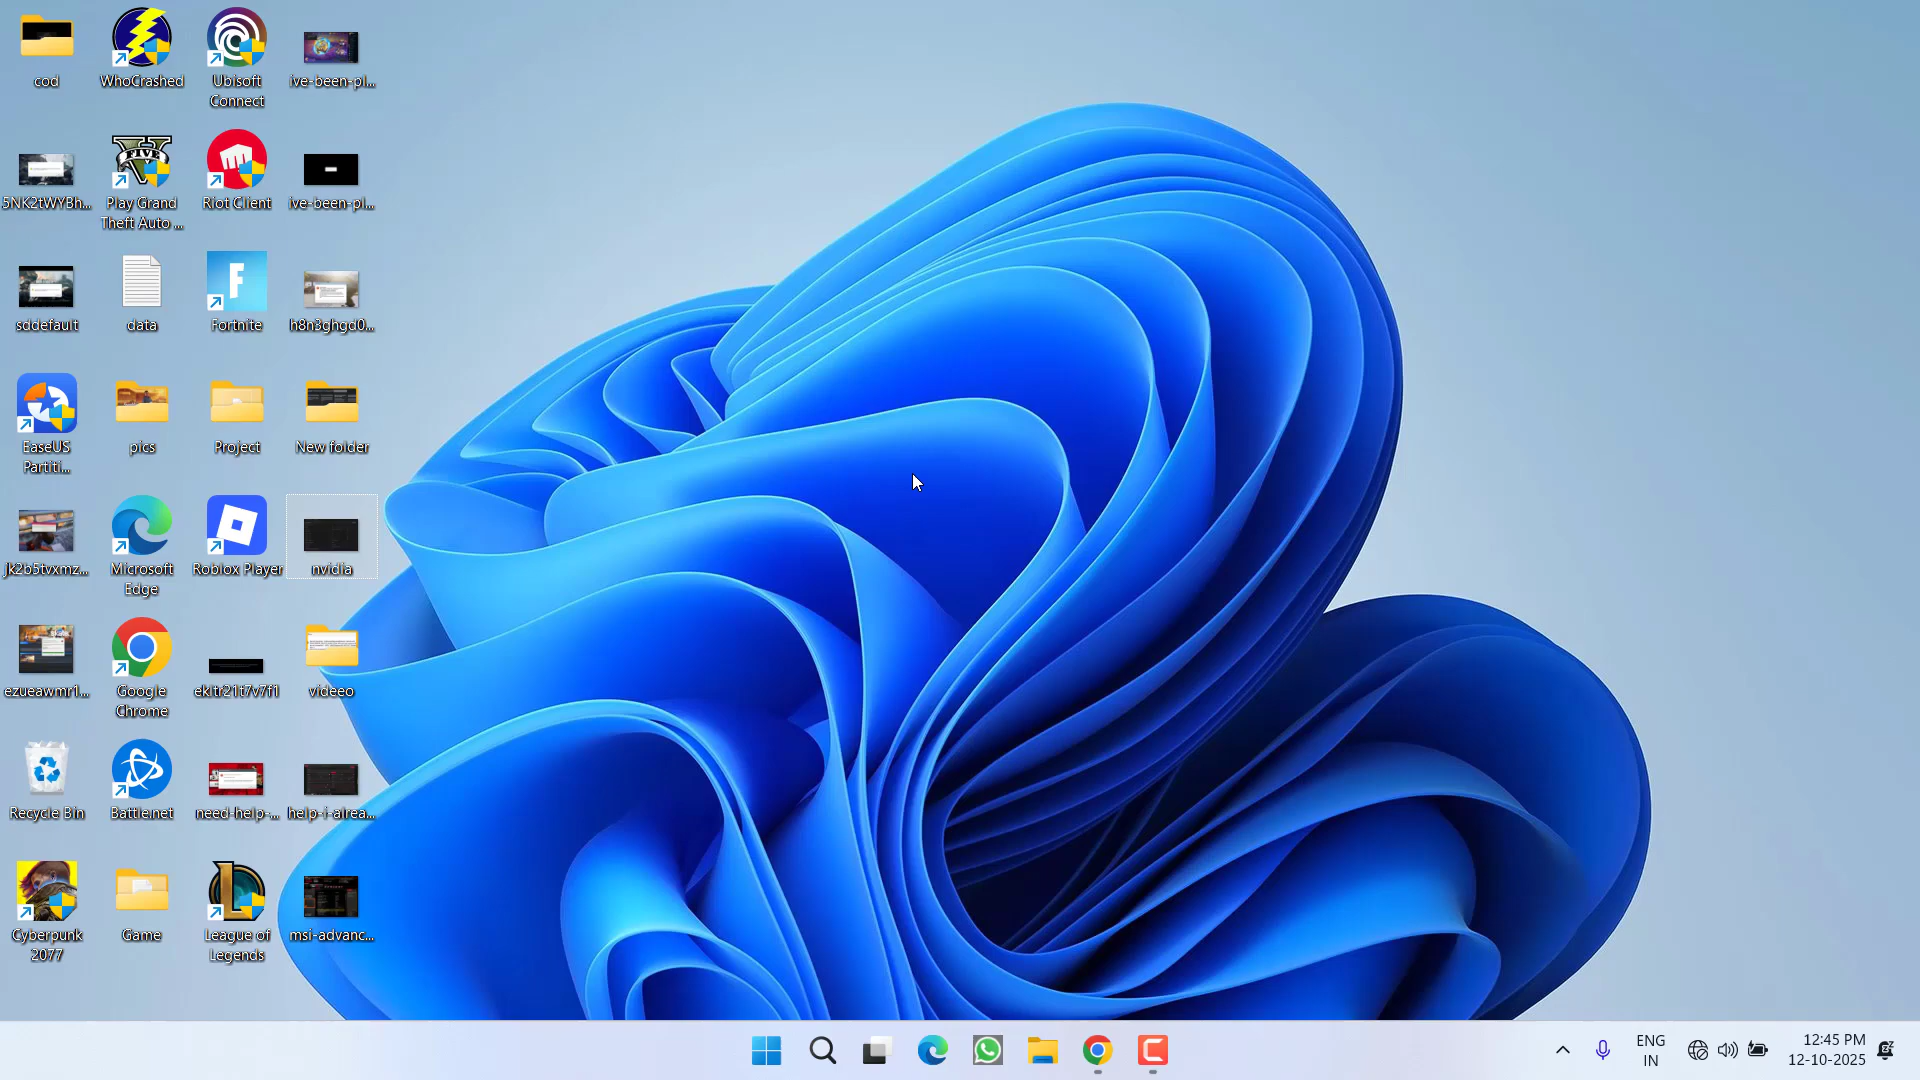 cod
WhoCrashed
Ubisoft
Connect
ive-been-pl...
5NK2tWYBh...
Play Grand
Theft Auto ...
Riot Client
ive-been-pl...
sddefault
data
Fortnite
h8n3ghgd0...
EaseUS
Partiti...
pics
Project
New folder
Jk2b5tvxmz...
Microsoft
Edge
Roblox Player
nvidia
ezueawmr1...
Google
Chrome
ekltr21t7v7f1
videeo
Recycle Bin
Battle.net
need-help-...
help-i-airea...
Cyberpunk
2077
Game
League of
Legends
msi-advanc...
ENG
IN
12:45 PM
12-10-2025